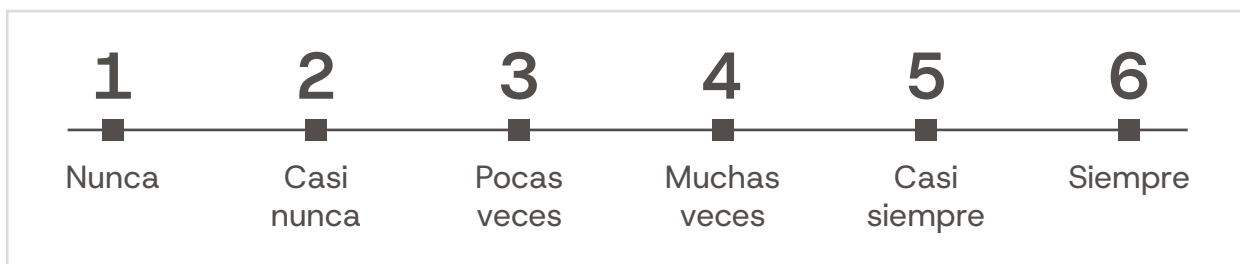 1 2 3 4 5 6
Nunca Casi Pocas Muchas Casi Siempre
nunca veces veces siempre